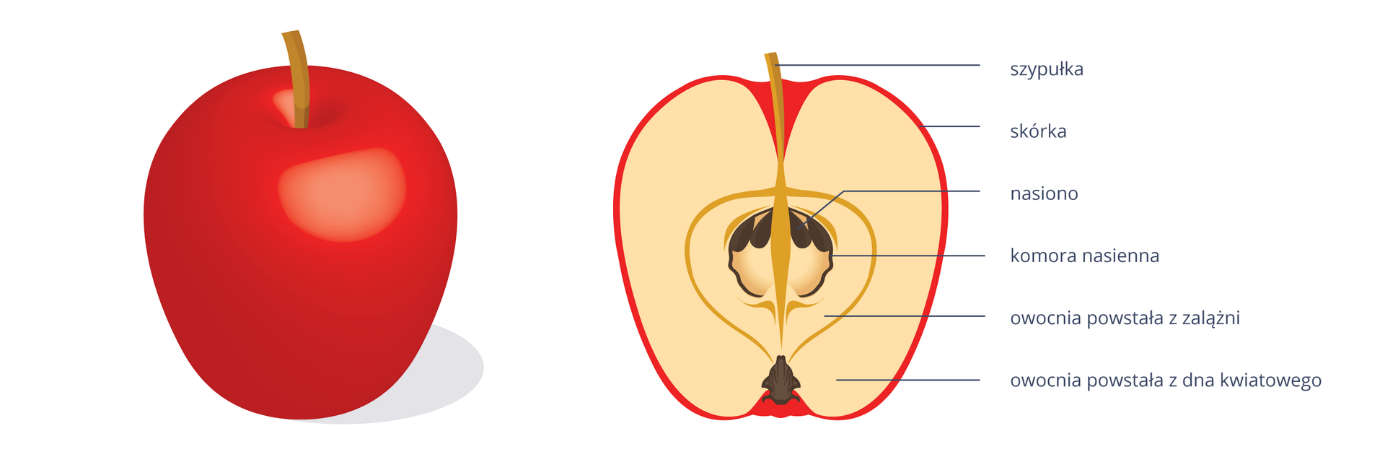 szypułka
skórka
nasiono
komora nasienna
owocnia powstała z zalążni
owocnia powstała z dna kwiatowego